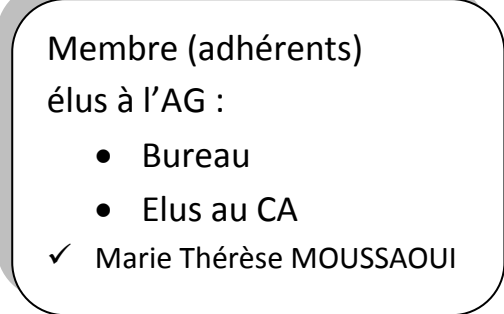 Membre (adhérents)
élus à l’AG :
• Bureau
• Elus au CA
✓ Marie Thérèse MOUSSAOUI